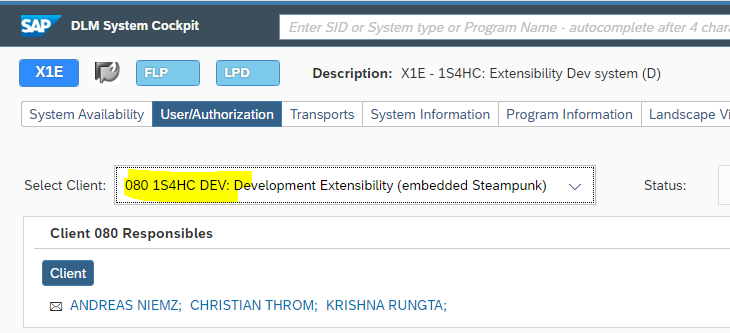 SAP DLM System Cockpit Enter SID or System type or Program Name - autocomplete after 4 chara
X1E FLP LPD Description: X1E - 1S4HC: Extensibility Dev system (D)
System Availability User/Authorization Transports System Information Program Information Landscape Vi
Select Client: 080 1S4HC DEV: Development Extensibility (embedded Steampunk) Status:
Client 080 Responsibles
Client
ANDREAS NIEMZ; CHRISTIAN THROM; KRISHNA RUNGTA;